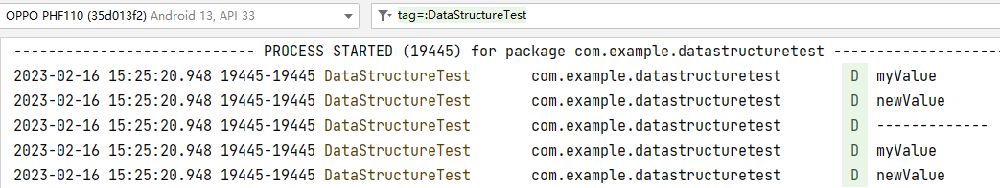 OPPO PHF110 (35d013f2) Android 13, API 33 tag=:DataStructureTest
---------------------------- PROCESS STARTED (19445) for package com.example.datastructuretest ----------------------------
2023-02-16 15:25:20.948 19445-19445 DataStructureTest com.example.datastructuretest D myValue
2023-02-16 15:25:20.948 19445-19445 DataStructureTest com.example.datastructuretest D newValue
2023-02-16 15:25:20.948 19445-19445 DataStructureTest com.example.datastructuretest D -------------
2023-02-16 15:25:20.948 19445-19445 DataStructureTest com.example.datastructuretest D myValue
2023-02-16 15:25:20.948 19445-19445 DataStructureTest com.example.datastructuretest D newValue